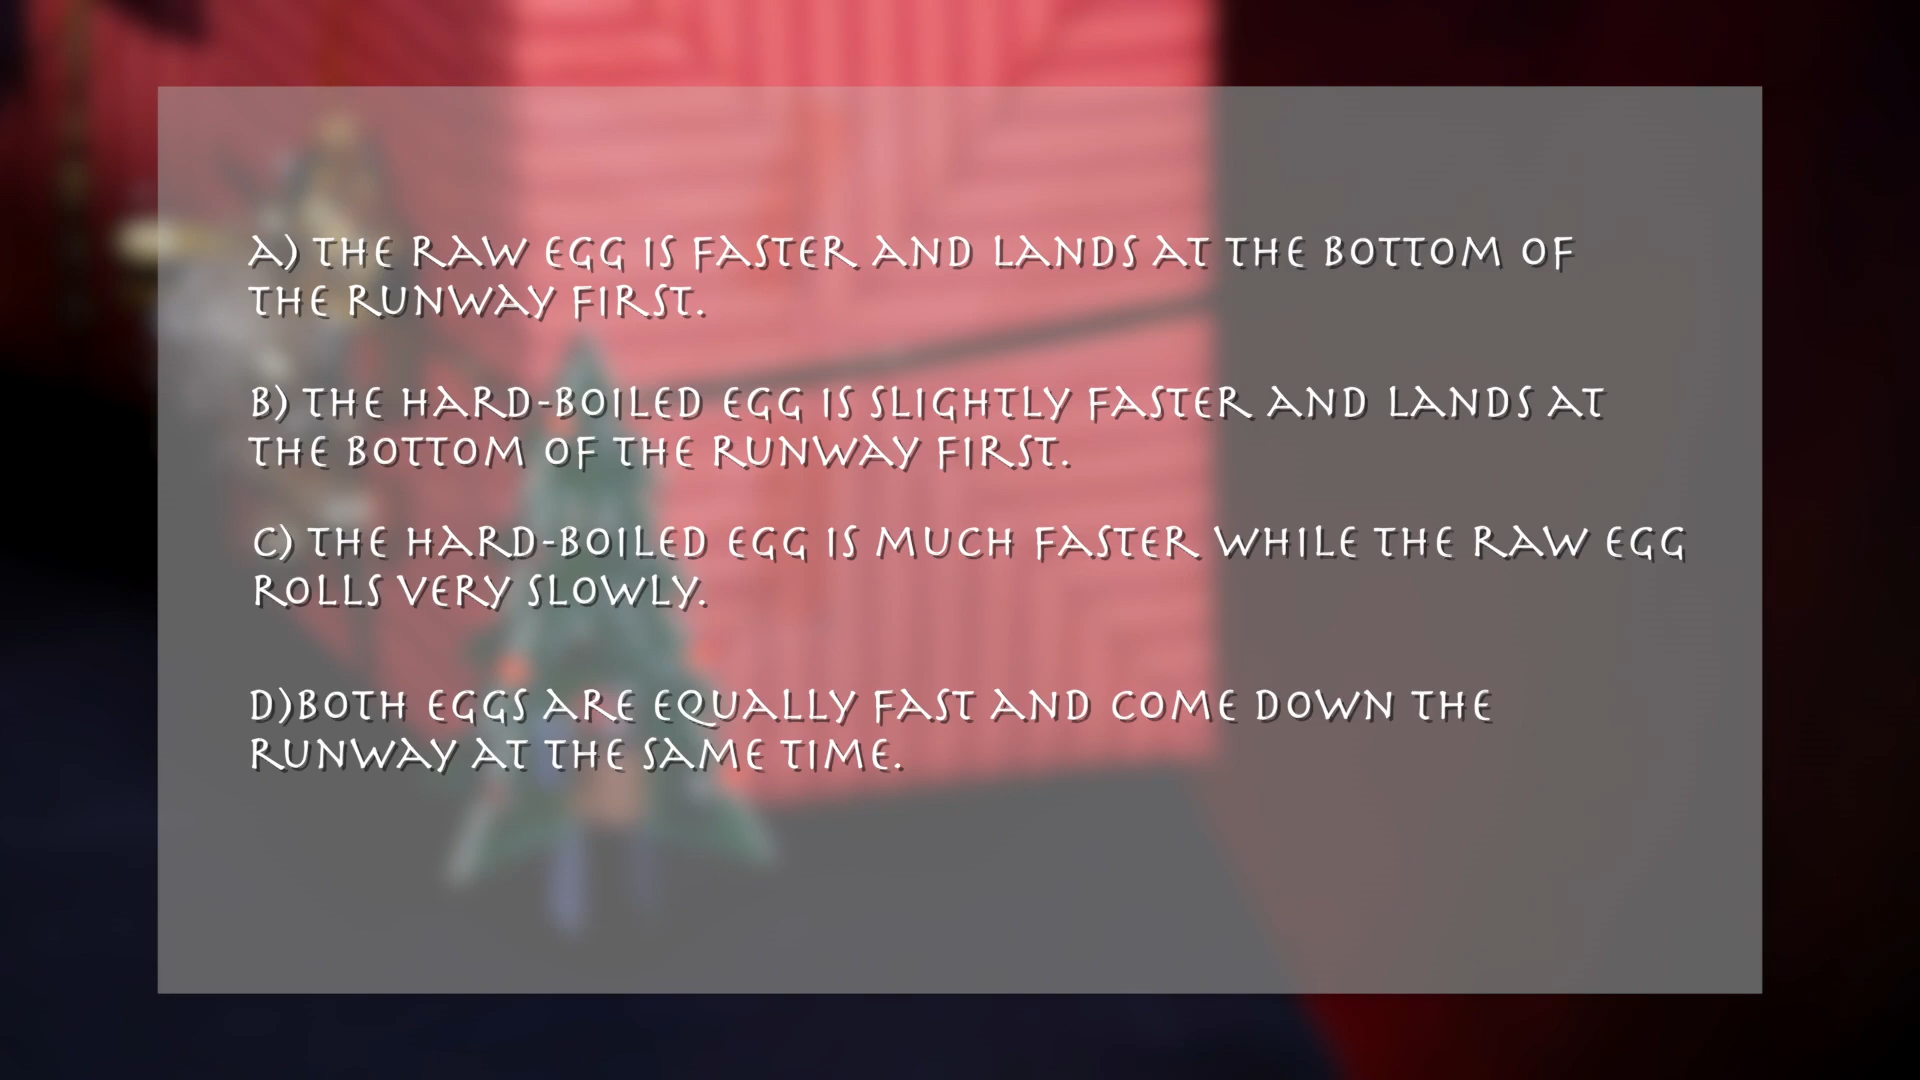 A) THE RAW EGG IS FASTER AND LANDS AT THE BOTTOM OF
THE RUNWAY FIRST.
B) THE HARD-BOILED EGG IS SLIGHTLY FASTER AND LANDS AT
THE BOTTOM OF THE RUNWAY FIRST.
C) THE HARD-BOILED EGG IS MUCH FASTER WHILE THE RAW EGG
ROLLS VERY SLOWLY.
D)BOTH EGGS ARE EQUALLY FAST AND COME DOWN THE
RUNWAY AT THE SAME TIME.